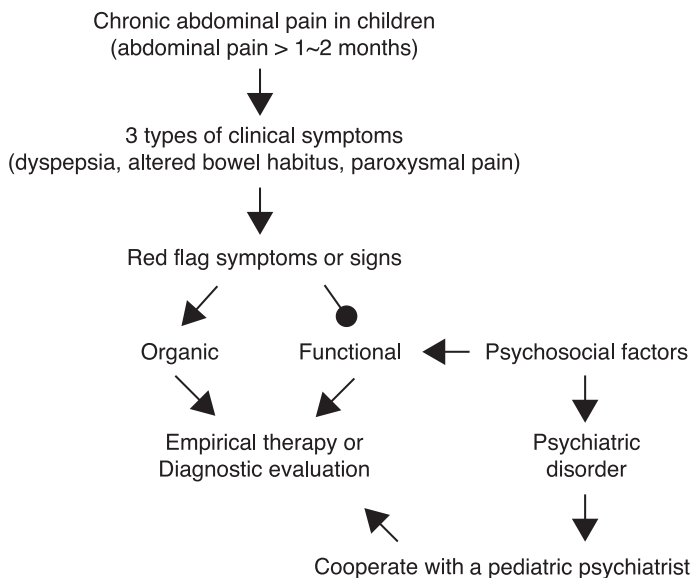 Chronic abdominal pain in children
(abdominal pain > 1~2 months)
3 types of clinical symptoms
(dyspepsia, altered bowel habitus, paroxysmal pain)
Red flag symptoms or signs
Organic
Functional
Psychosocial factors
Empirical therapy or
Diagnostic evaluation
Psychiatric
disorder
Cooperate with a pediatric psychiatrist